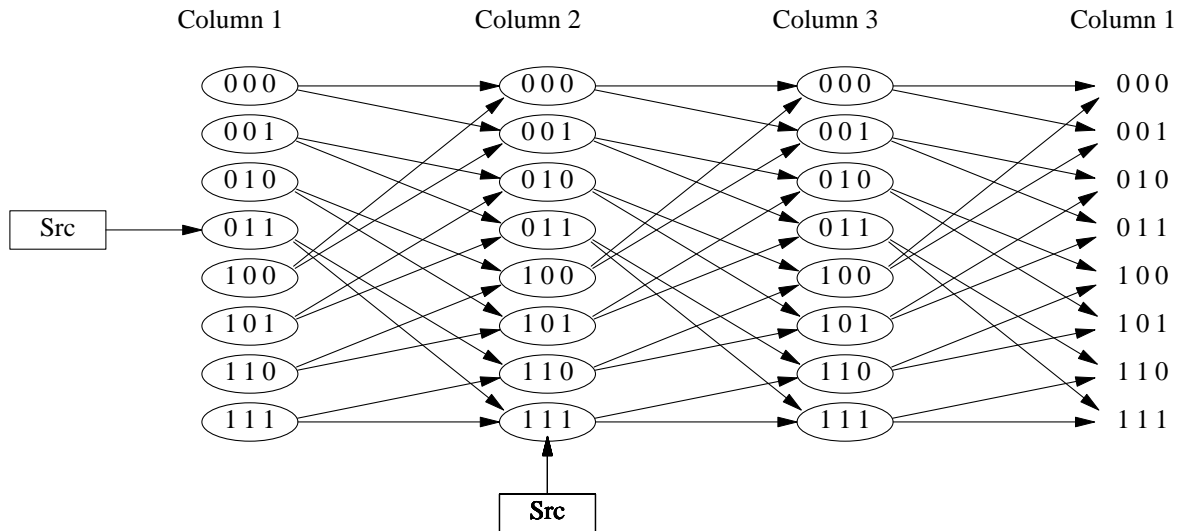 Column 1 Column 2 Column 3 Column 1
0 0 0 0 0 0 0 0 0 0 0 0
0 0 1 0 0 1 0 0 1 0 0 1
0 1 0 0 1 0 0 1 0 0 1 0
Src 0 1 1 0 1 1 0 1 1 0 1 1
1 0 0 1 0 0 1 0 0 1 0 0
1 0 1 1 0 1 1 0 1 1 0 1
1 1 0 1 1 0 1 1 0 1 1 0
1 1 1 1 1 1 1 1 1 1 1 1
Src